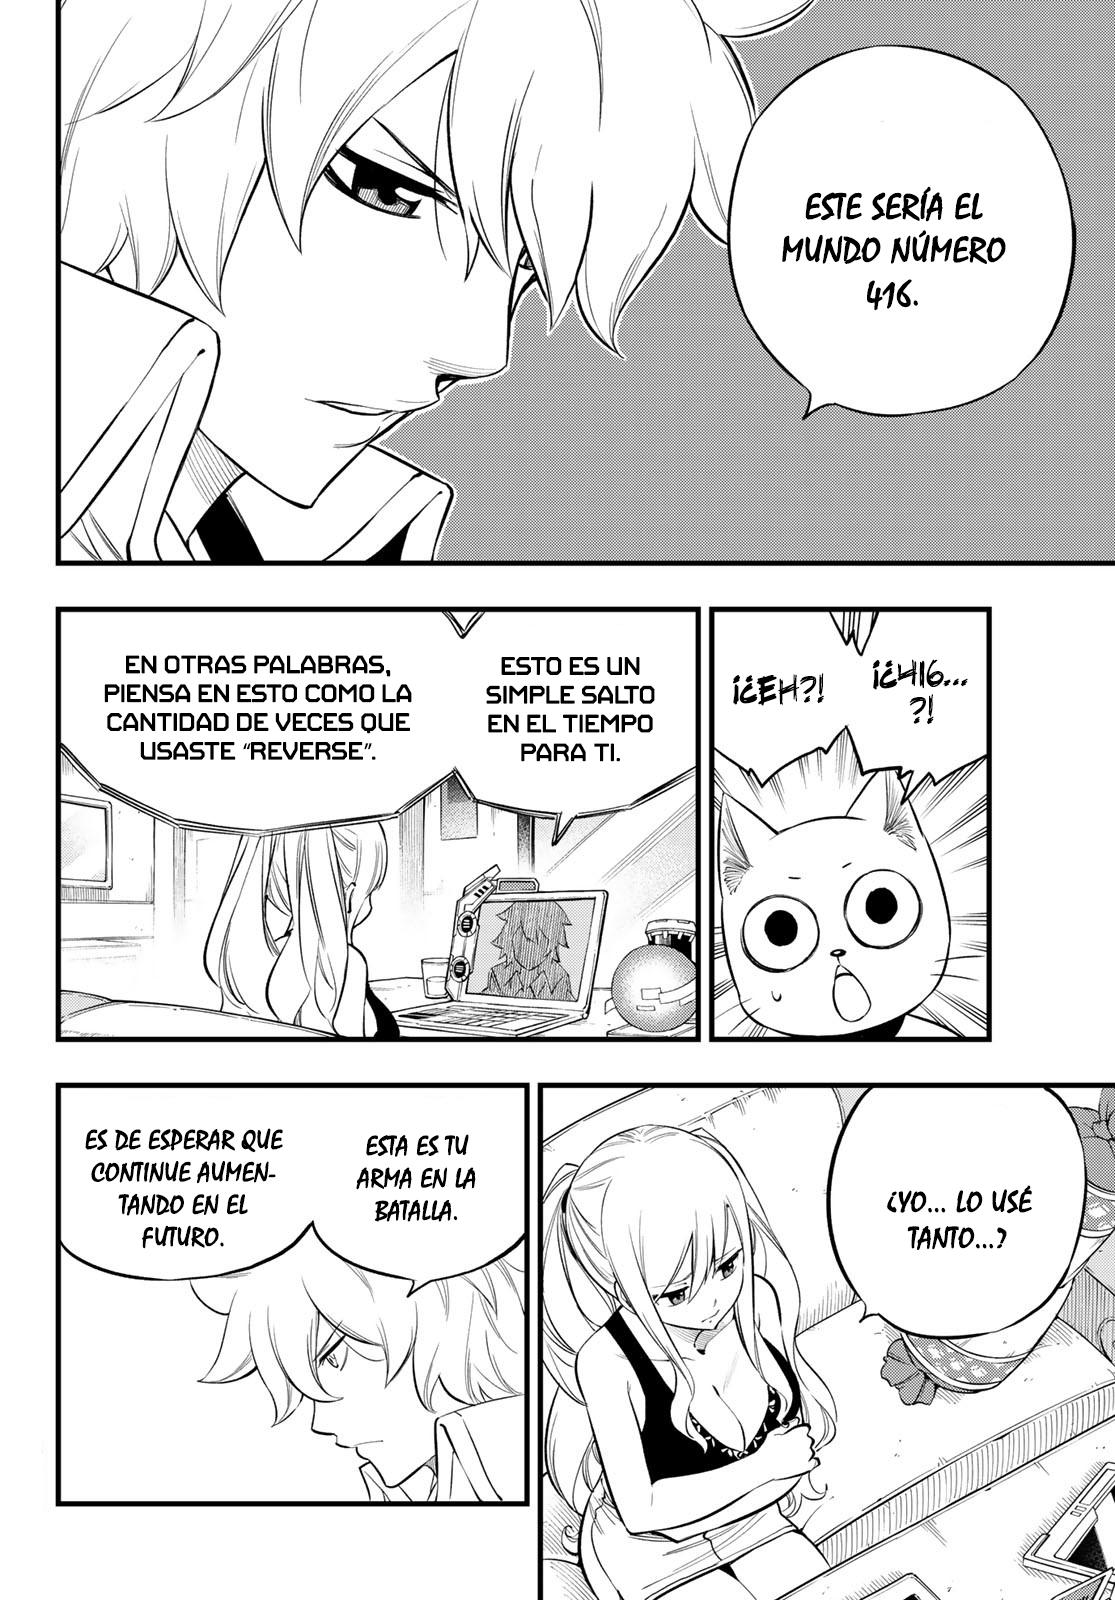 ESTE SERÍA EL
MUNDO NÚMERO
416.
¡¿416...
?!
¡¿EH?!
ESTO ES UN
SIMPLE SALTO
EN EL TIEMPO
PARA TI.
EN OTRAS PALABRAS,
PIENSA EN ESTO COMO LA
CANTIDAD DE VECES QUE
USASTE “REVERSE”.
¿YO... LO USÉ
TANTO...?
ESTA ES TU
ARMA EN LA
BATALLA.
ES DE ESPERAR QUE
CONTINUE AUMEN-
TANDO EN EL
FUTURO.